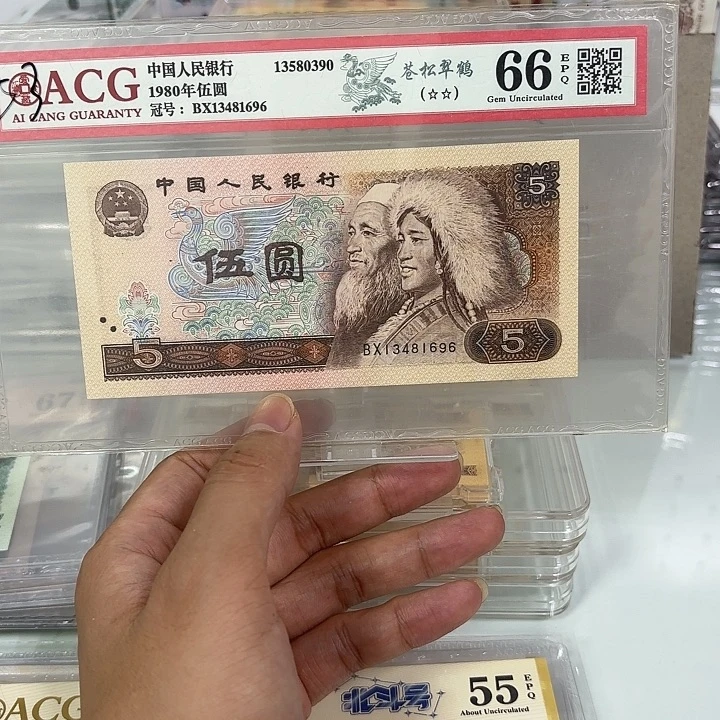 ACG
AI CANG GUARANTY
中国人民银行
1980年伍圆
冠号：BX13481696
13580390
苍松翠鹤
(☆☆)
66
EPQ
Gem Uncirculated
中国人民银行
5
伍圆
5
BX13481696
5
67
ACG
55
EPQ
About Uncirculated